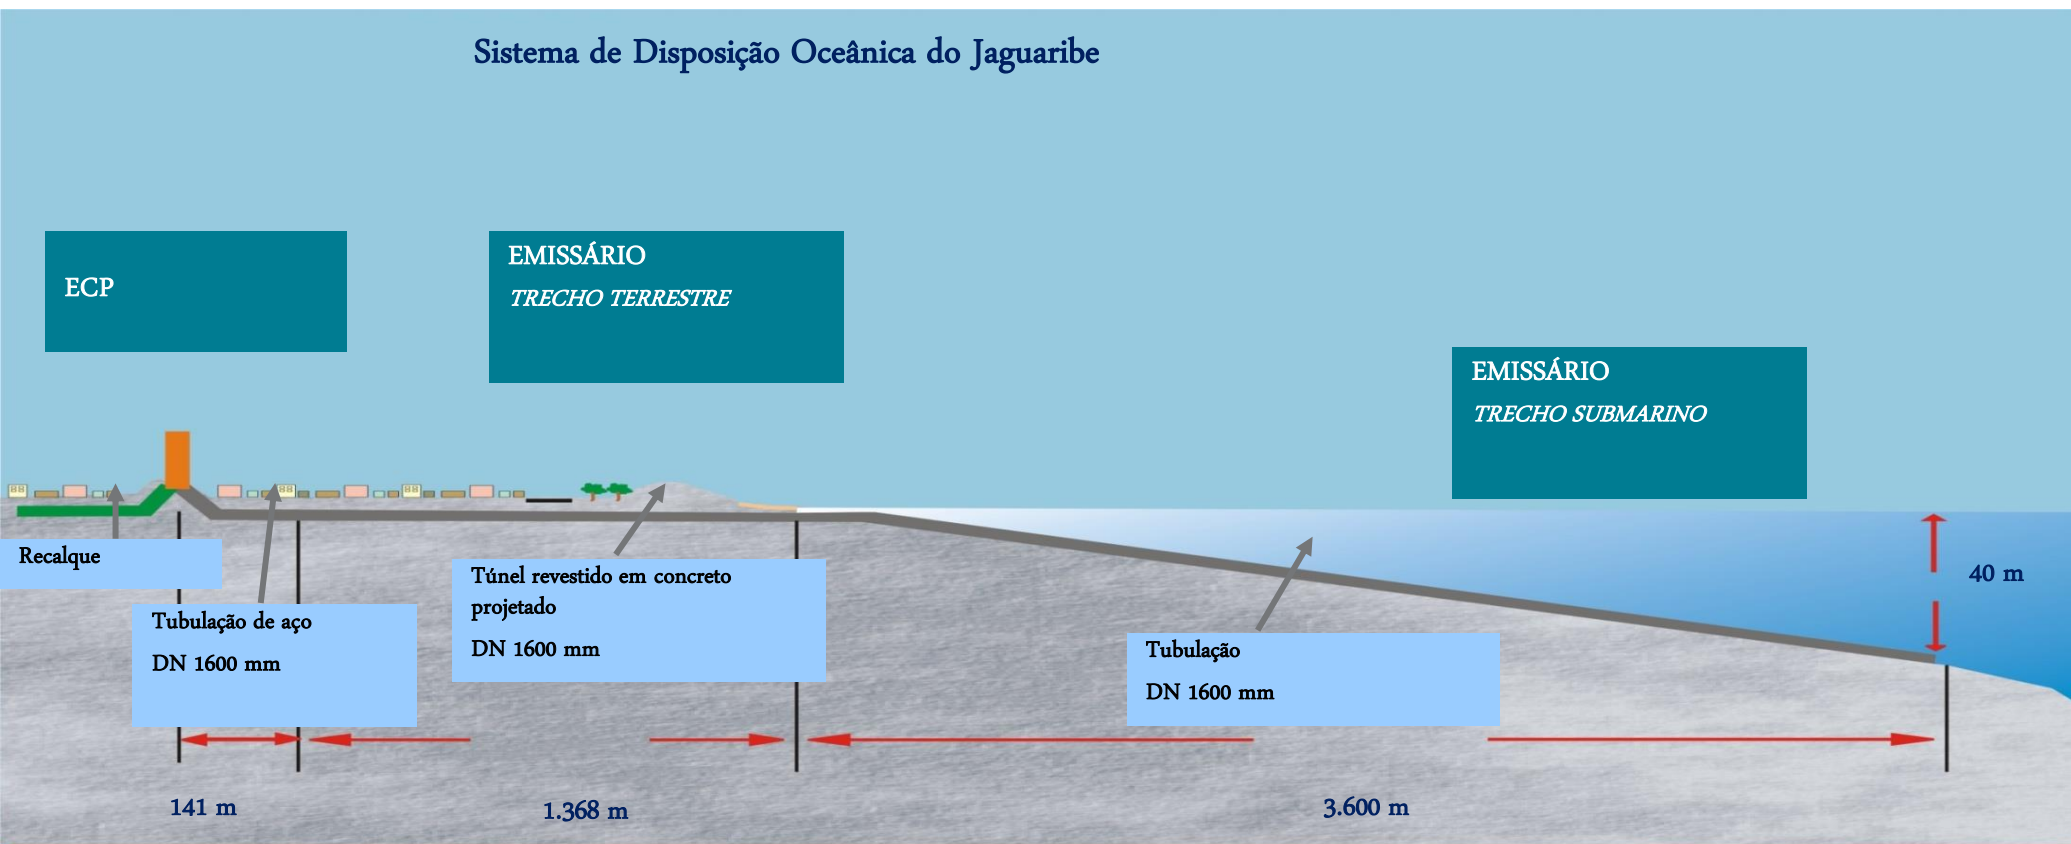 Sistema de Disposição Oceânica do Jaguaribe
ECP
EMISSÁRIO
TRECHO TERRESTRE
EMISSÁRIO
TRECHO SUBMARINO
Recalque
Tubulação de aço
DN 1600 mm
Túnel revestido em concreto
projetado
DN 1600 mm
Tubulação
DN 1600 mm
40 m
141 m
1.368 m
3.600 m